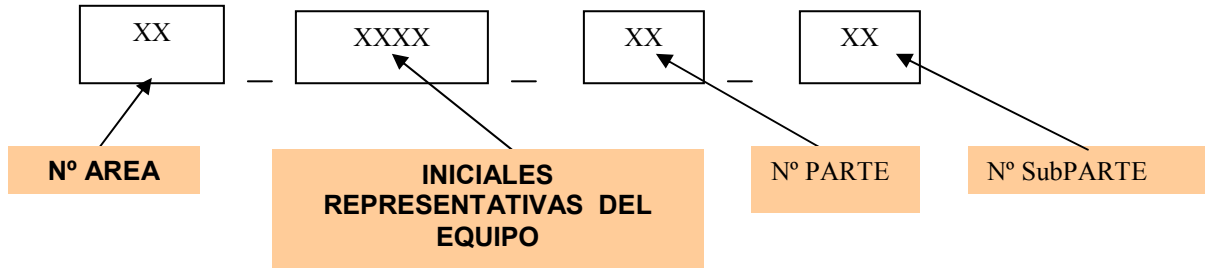 XX XXXX XX XX
_ _ _
Nº AREA
INICIALES
REPRESENTATIVAS DEL
EQUIPO
Nº PARTE
Nº SubPARTE